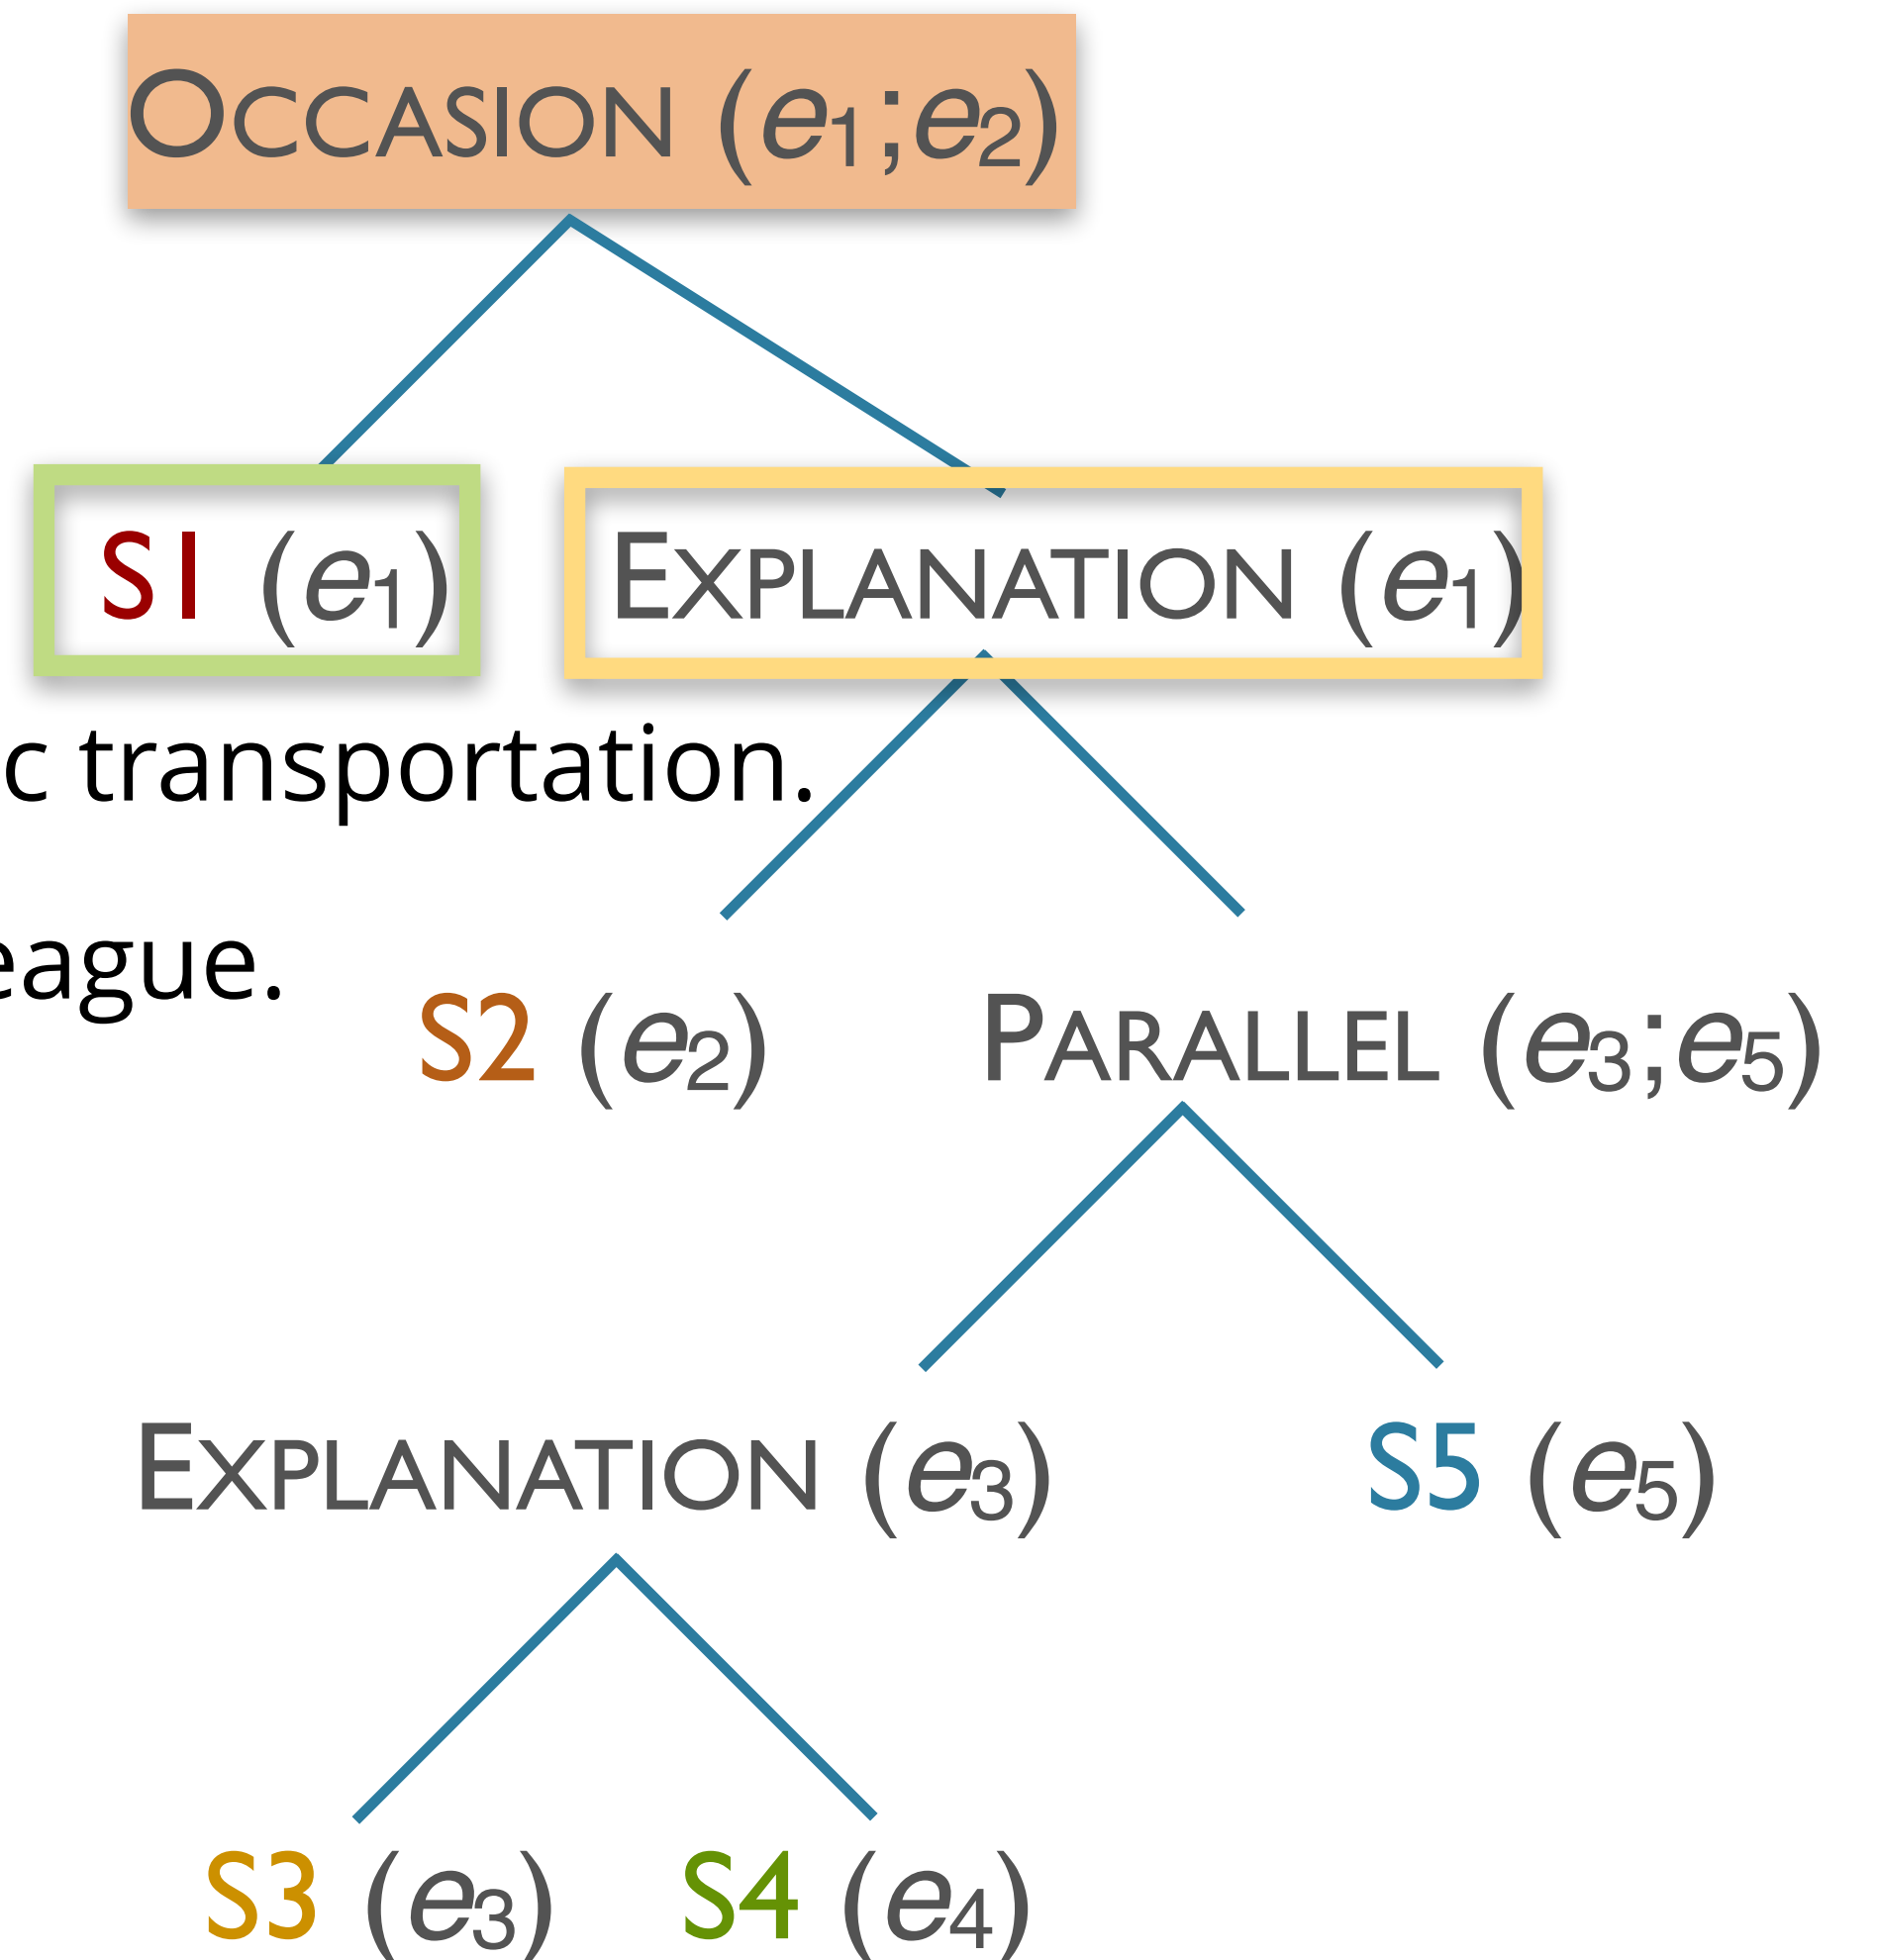 OCCASION (e1;e2)
S1 (e1) EXPLANATION (e1)
c transportation.
eague.
S2 (e2) PARALLEL (e3;e5)
EXPLANATION (e3) S5 (e5)
S3 (e3) S4 (e4)